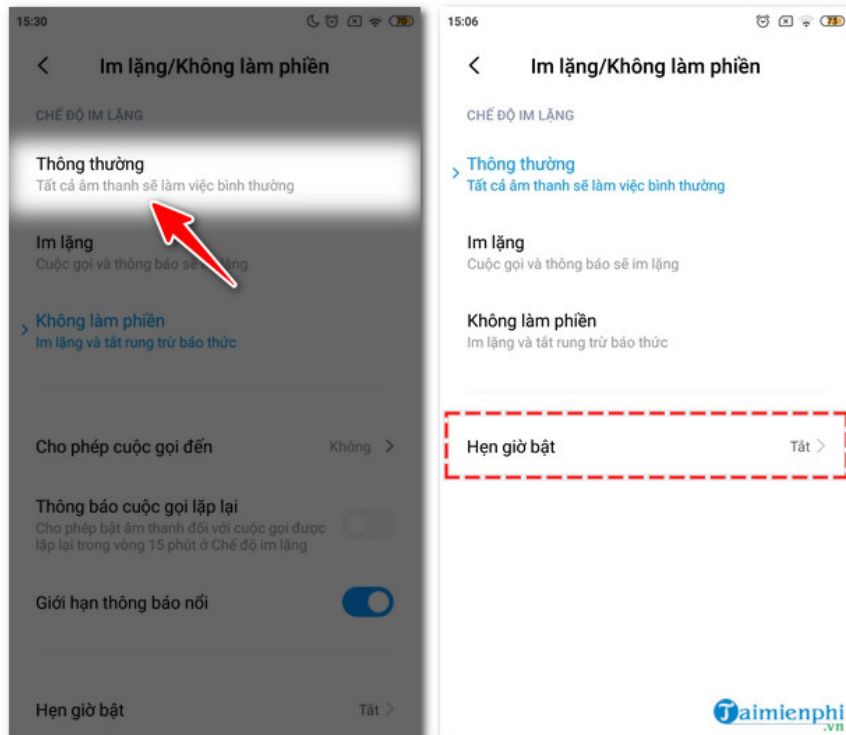 15:30
70
Im lặng/Không làm phiền
CHẾ ĐỘ IM LẶNG
Thông thường
Tất cả âm thanh sẽ làm việc bình thường
Im lặng
Cuộc gọi và thông báo sẽ im lặng
Không làm phiền
Im lặng và tắt rung trừ báo thức
Cho phép cuộc gọi đến
Không
Thông báo cuộc gọi lặp lại
Cho phép bật âm thanh đối với cuộc gọi được
lặp lại trong vòng 15 phút ở Chế độ im lặng
Giới hạn thông báo nổi
Hẹn giờ bật
Tắt
15:06
73
Im lặng/Không làm phiền
CHẾ ĐỘ IM LẶNG
Thông thường
Tất cả âm thanh sẽ làm việc bình thường
Im lặng
Cuộc gọi và thông báo sẽ im lặng
Không làm phiền
Im lặng và tắt rung trừ báo thức
Hẹn giờ bật
Tắt
Taimienphi
.vn